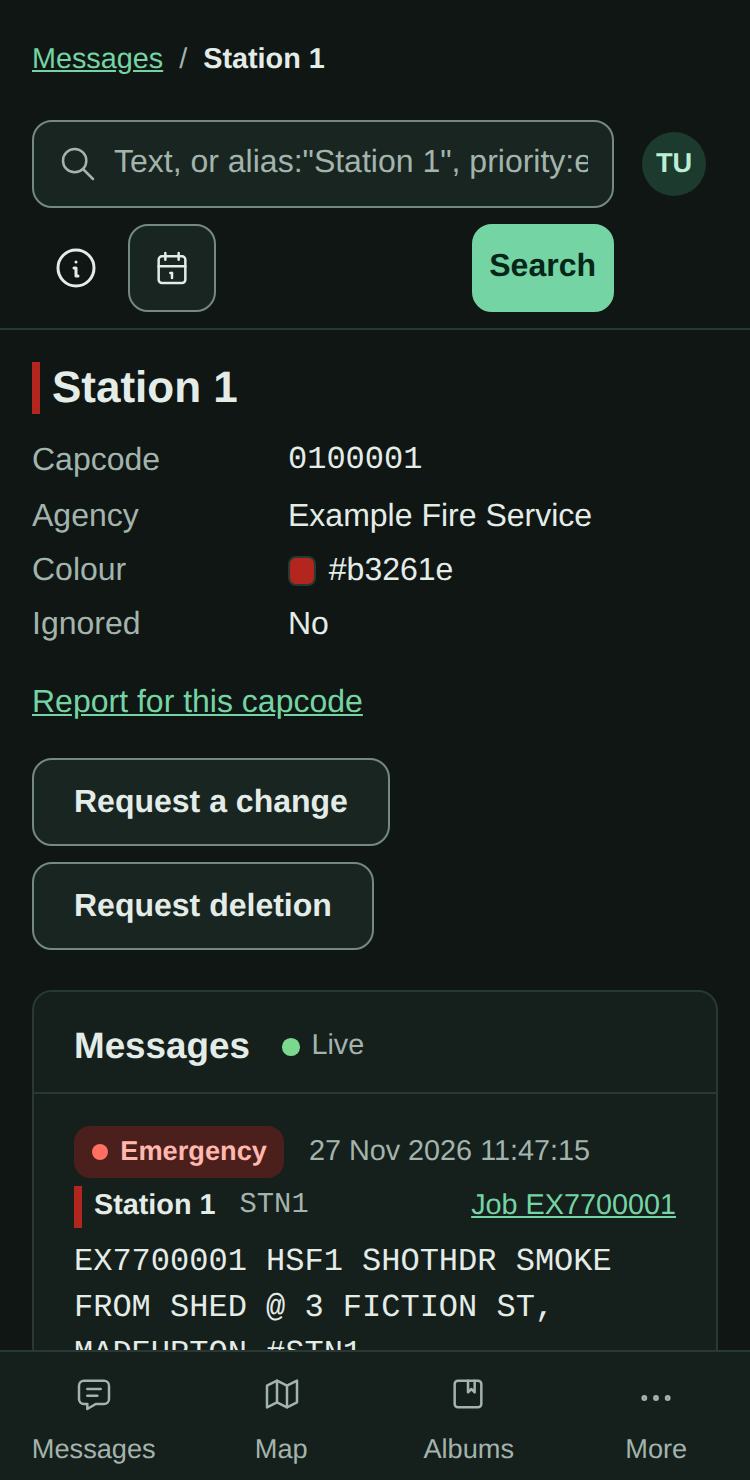 Messages / Station 1
Text, or alias:"Station 1", priority:e
TU
Search
Station 1
Capcode 0100001
Agency Example Fire Service
Colour #b3261e
Ignored No
Report for this capcode
Request a change
Request deletion
Messages Live
Emergency 27 Nov 2026 11:47:15
Station 1 STN1 Job EX7700001
EX7700001 HSF1 SHOTHDR SMOKE
FROM SHED @ 3 FICTION ST,
Messages Map Albums More